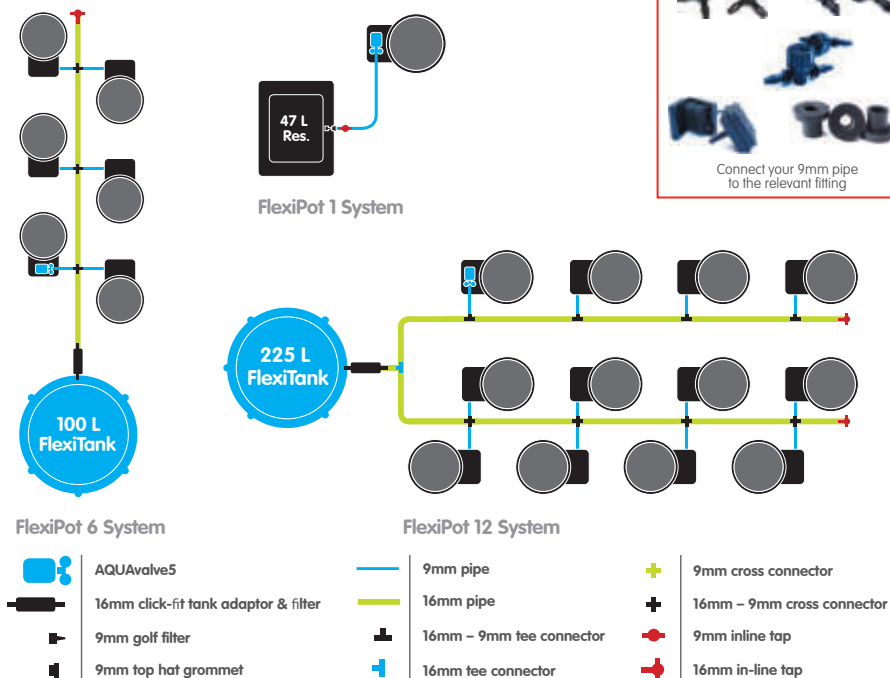 47 L
Res.
FlexiPot 1 System
Connect your 9mm pipe
to the relevant fitting
225 L
FlexiTank
100 L
FlexiTank
FlexiPot 6 System
FlexiPot 12 System
AQUAvalve5
16mm click-fit tank adaptor & filter
9mm golf filter
9mm top hat grommet
9mm pipe
16mm pipe
16mm – 9mm tee connector
16mm tee connector
9mm cross connector
16mm – 9mm cross connector
9mm inline tap
16mm in-line tap